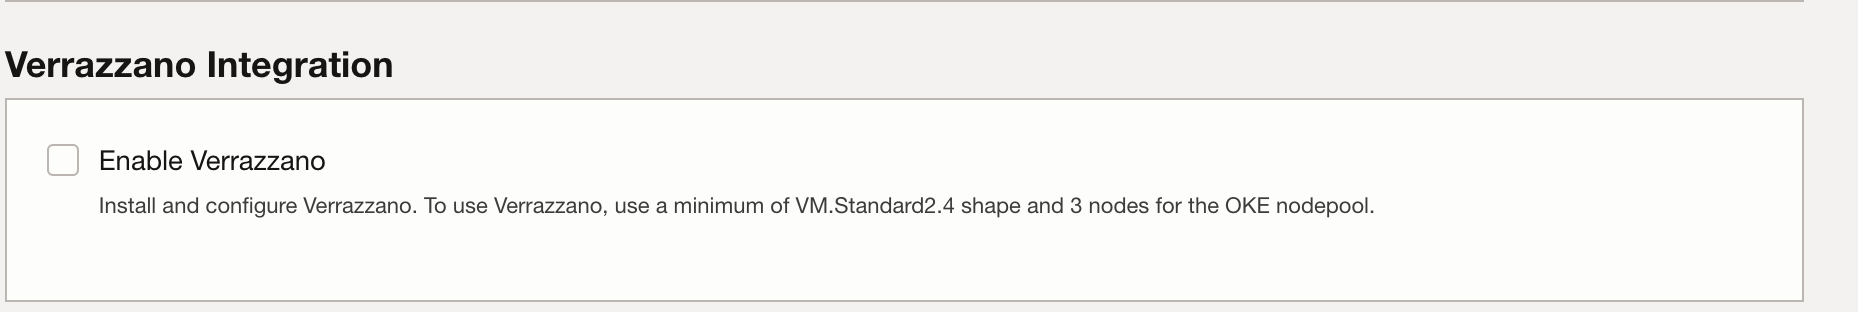 Verrazzano Integration
Enable Verrazzano
Install and configure Verrazzano. To use Verrazzano, use a minimum of VM.Standard2.4 shape and 3 nodes for the OKE nodepool.